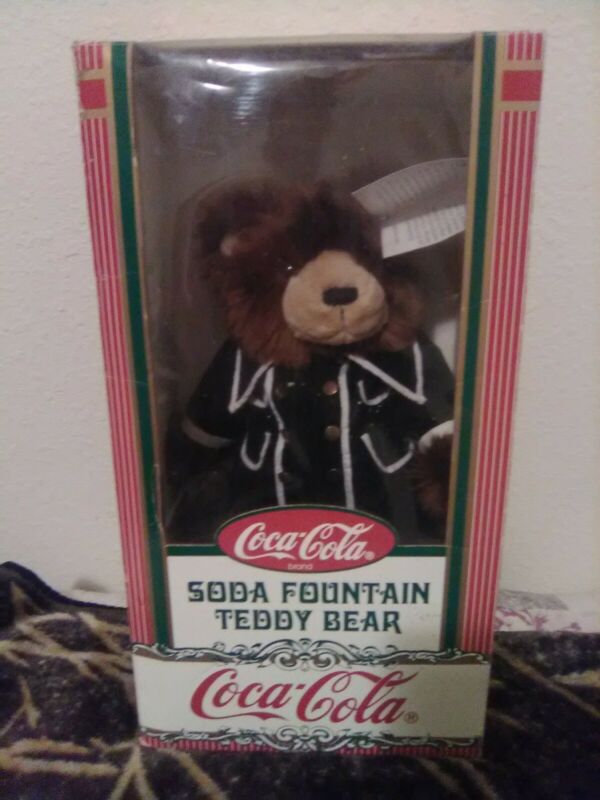 Coca-Cola®
brand
SODA FOUNTAIN
TEDDY BEAR
Coca-Cola®